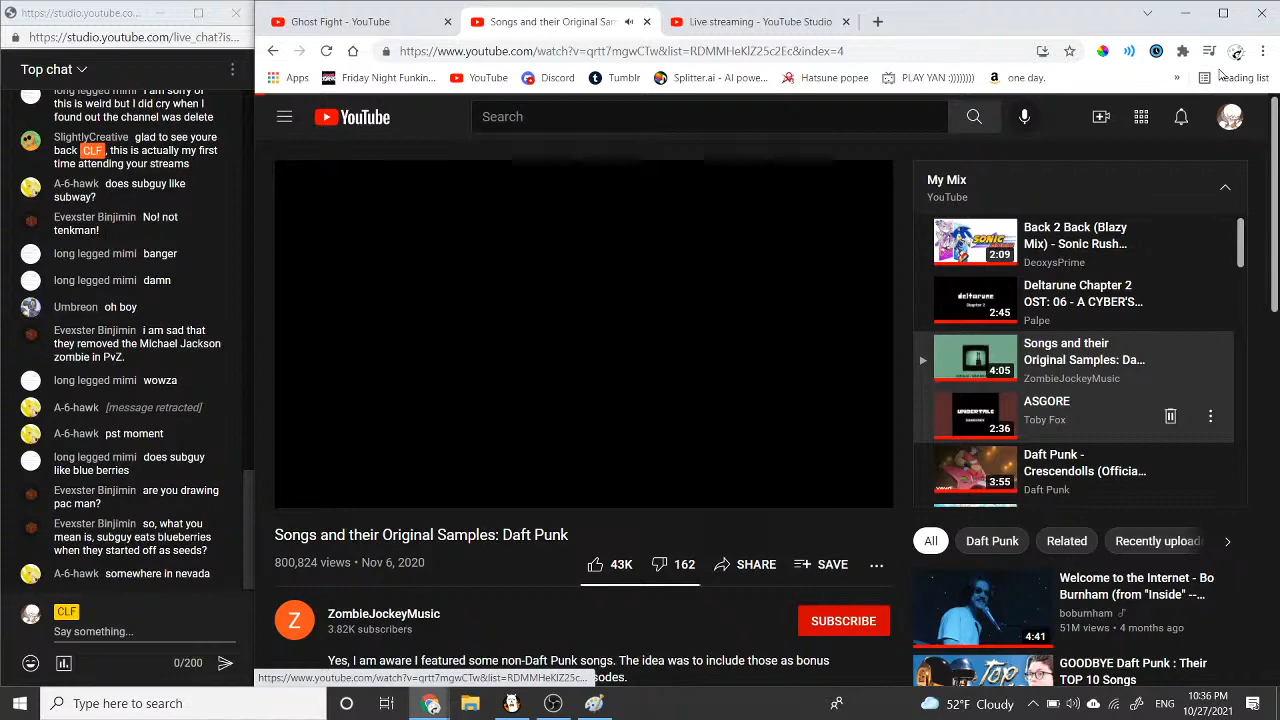 https://studio.youtube.co...
https://studio.youtube.com/live_chat?is...
Top chat
this is weird but I did cry when I
found out the channel was delete
SlightlyCreative glad to see youre
back CLF, this is actually my first
time attending your streams
A-6-hawk does subguy like
subway?
Evexster Binjimin No! not
tenkman!
long legged mimi banger
long legged mimi damn
Umbreon oh boy
Evexster Binjimin i am sad that
they removed the Michael Jackson
zombie in PvZ.
long legged mimi wowza
A-6-hawk [message retracted]
A-6-hawk pst moment
long legged mimi does subguy
like blue berries
Evexster Binjimin are you drawing
pac man?
Evexster Binjimin so, what you
mean is, subguy eats blueberries
when they started off as seeds?
A-6-hawk somewhere in nevada
CLF
Say something...
0/200
Ghost Fight - YouTube
Songs and their Original Sam
Live streaming - YouTube Studio
https://www.youtube.com/watch?v=qrtt7mgwCTw&list=RDMMHeKlZ25c2Ec&index=4
Apps
Friday Night Funkin...
YouTube
Discord
Tumblr
Splitter.ai - AI pow...
Hatsune popee
PLAY YAN :)))))
one day.
»
Reading list
YouTube
Search
My Mix
YouTube
Back 2 Back (Blazy
Mix) - Sonic Rush...
DeoxysPrime
2:09
Deltarune Chapter 2
OST: 06 - A CYBER'S...
Palpe
deltarune
Chapter 2
2:45
Songs and their
Original Samples: Da...
ZombieJockeyMusic
4:05
ASGORE
Toby Fox
UNDERTALE
2:36
Daft Punk -
Crescendolls (Officia...
Daft Punk
3:55
Songs and their Original Samples: Daft Punk
800,824 views • Nov 6, 2020
43K
162
SHARE
SAVE
Z
ZombieJockeyMusic
3.82K subscribers
SUBSCRIBE
Yes, I am aware I featured some non-Daft Punk songs. The idea was to include those as bonus
All
Daft Punk
Related
Recently upload
Welcome to the Internet - Bo
Burnham (from "Inside" --...
boburnham
51M views • 4 months ago
4:41
GOODBYE Daft Punk : Their
TOP 10 Songs
TOP
https://www.youtube.com/watch?v=qrtt7mgwCTw&list=RDMMHeKlZ25c...
Type here to search
52°F Cloudy
10:36 PM
10/27/2021